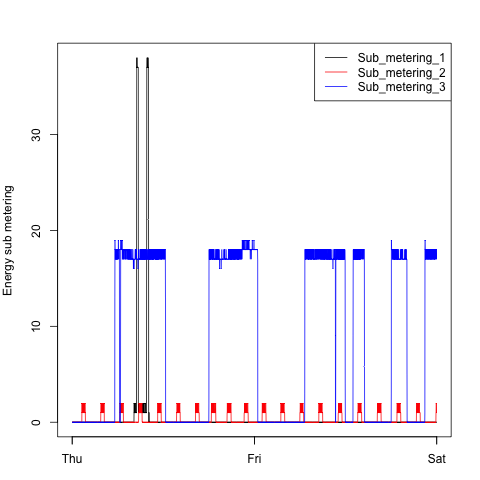 Sub_metering_1
Sub_metering_2
Sub_metering_3
Energy sub metering
30
20
10
0
Thu Fri Sat